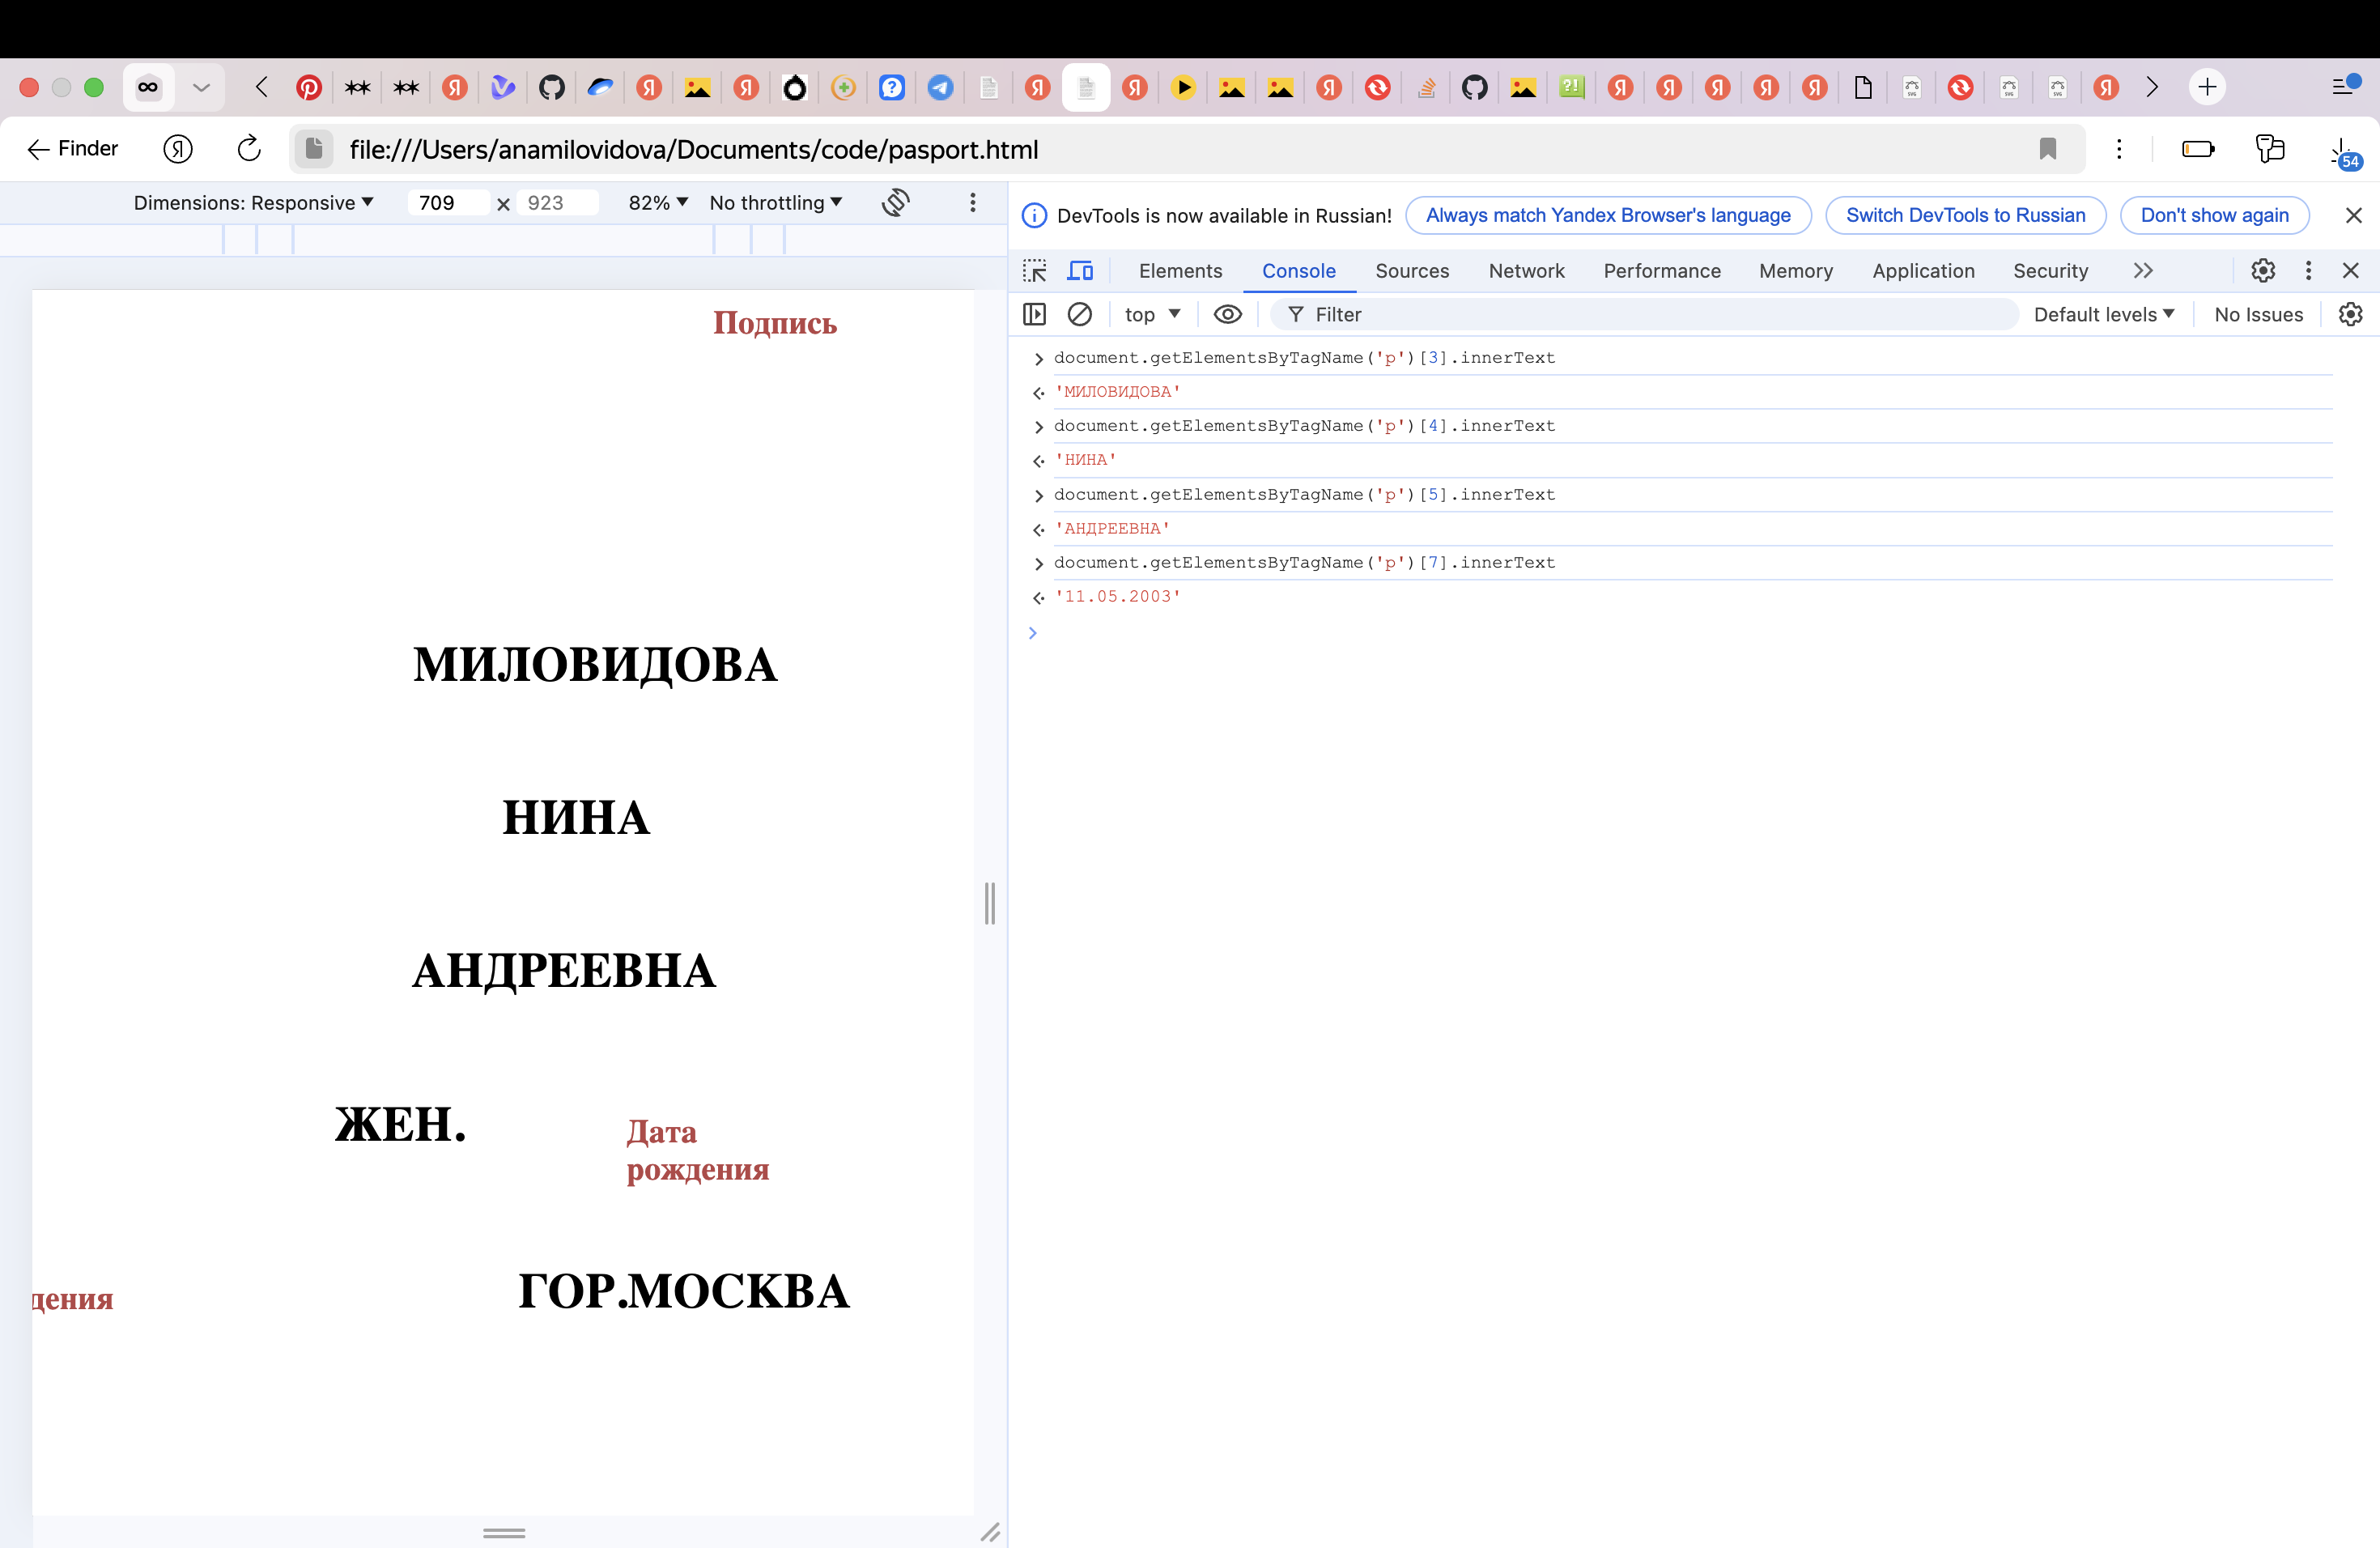 Finder
file:///Users/anamilovidova/Documents/code/pasport.html
54
Dimensions: Responsive 709 x 923 82% No throttling
DevTools is now available in Russian! Always match Yandex Browser's language Switch DevTools to Russian Don't show again
Elements Console Sources Network Performance Memory Application Security
top Filter Default levels No Issues
document.getElementsByTagName('p')[3].innerText
'МИЛОВИДОВА'
document.getElementsByTagName('p')[4].innerText
'НИНА'
document.getElementsByTagName('p')[5].innerText
'АНДРЕЕВНА'
document.getElementsByTagName('p')[7].innerText
'11.05.2003'
Подпись
МИЛОВИДОВА
НИНА
АНДРЕЕВНА
ЖЕН.
Дата
рождения
дения
ГОР.МОСКВА